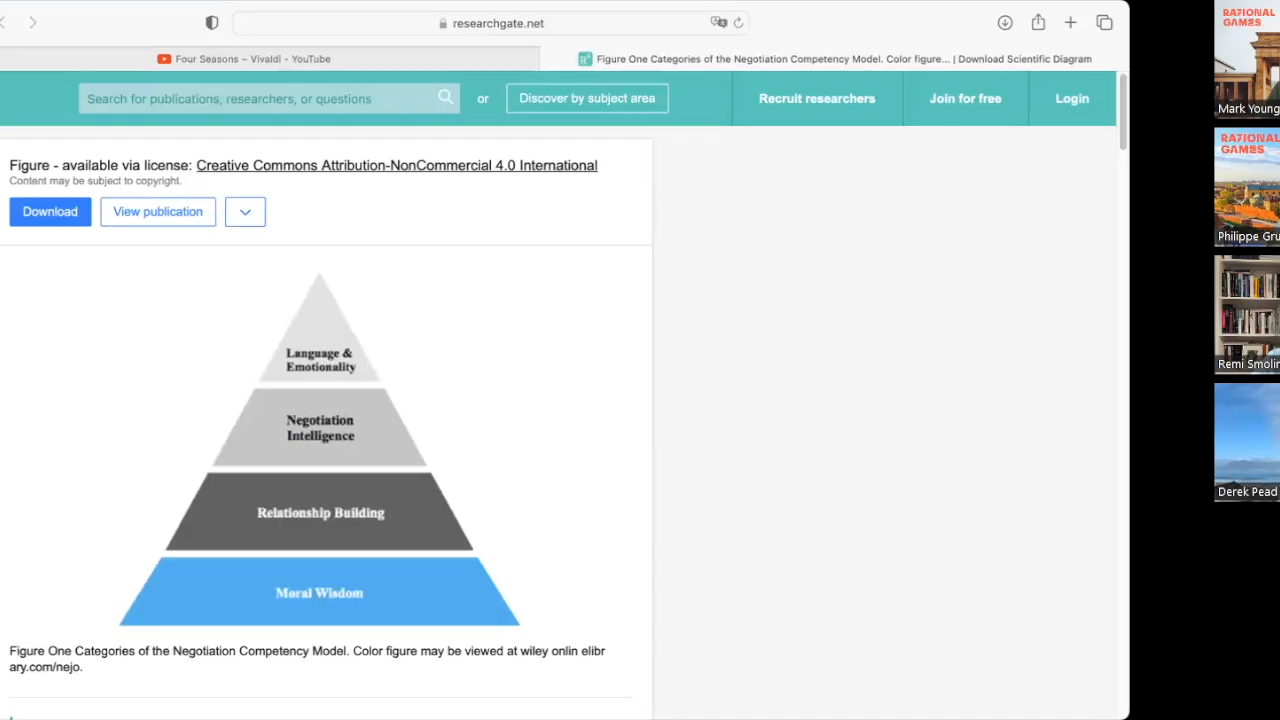 researchgate.net
Four Seasons ~ Vivaldi - YouTube
Figure One Categories of the Negotiation Competency Model. Color figure... | Download Scientific Diagram
Search for publications, researchers, or questions
or
Discover by subject area
Recruit researchers
Join for free
Login
Figure - available via license: Creative Commons Attribution-NonCommercial 4.0 International
Content may be subject to copyright.
Download
View publication
Language &
Emotionality
Negotiation
Intelligence
Relationship Building
Moral Wisdom
Figure One Categories of the Negotiation Competency Model. Color figure may be viewed at wiley onlin elibr
ary.com/nejo.
RATIONAL
GAMES
Mark Young
RATIONAL
GAMES
Philippe Gru
Remi Smolin
Derek Pead